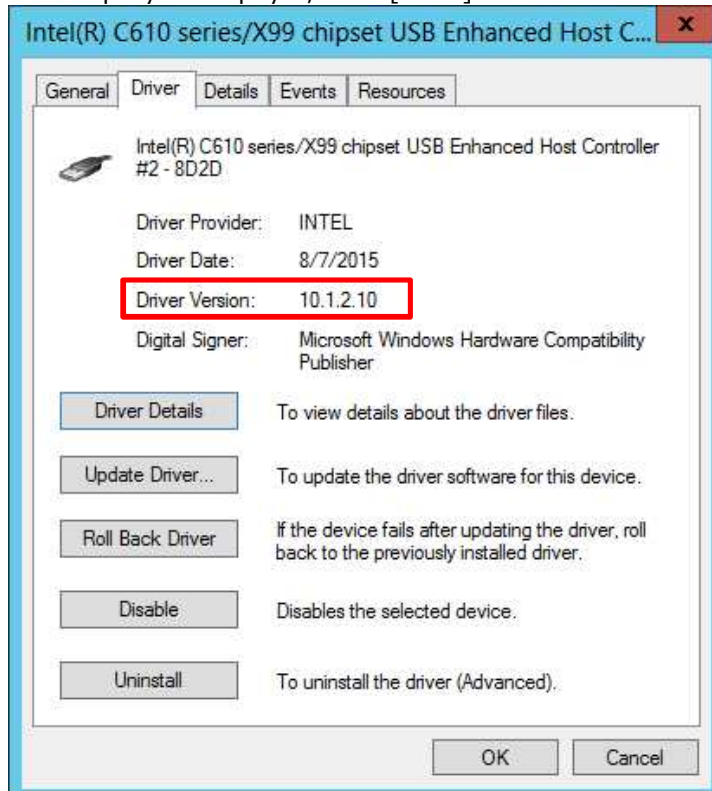 Intel(R) C610 series/X99 chipset USB Enhanced Host C... x
General Driver Details Events Resources
Intel(R) C610 series/X99 chipset USB Enhanced Host Controller
#2 - 8D2D
Driver Provider: INTEL
Driver Date: 8/7/2015
Driver Version: 10.1.2.10
Digital Signer: Microsoft Windows Hardware Compatibility
Publisher
Driver Details To view details about the driver files.
Update Driver... To update the driver software for this device.
Roll Back Driver If the device fails after updating the driver, roll
back to the previously installed driver.
Disable Disables the selected device.
Uninstall To uninstall the driver (Advanced).
OK Cancel